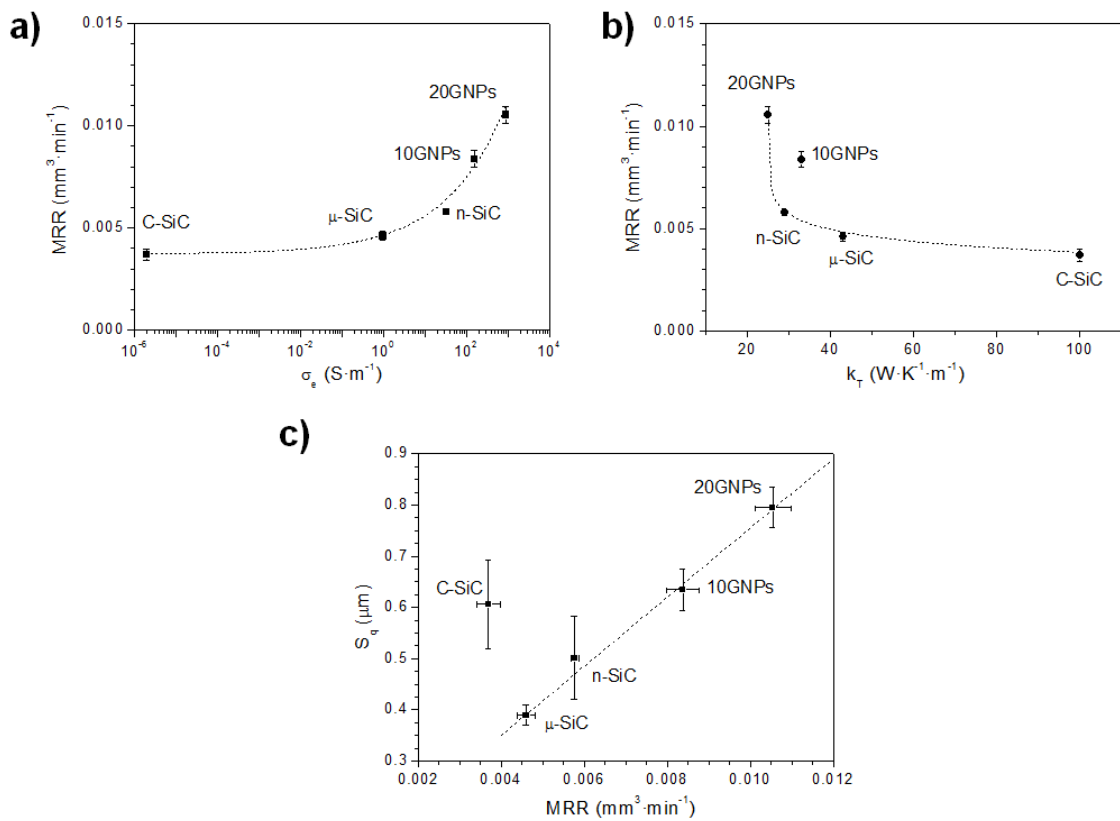 a)
0.015
0.010
0.005
0.000
MRR (mm³·min⁻¹)
C-SiC
μ-SiC
n-SiC
10GNPs
20GNPs
10⁻⁶ 10⁻⁴ 10⁻² 10⁰ 10² 10⁴
σₑ (S·m⁻¹)
b)
0.015
0.010
0.005
0.000
MRR (mm³·min⁻¹)
20GNPs
10GNPs
n-SiC
μ-SiC
C-SiC
20 40 60 80 100
k_T (W·K⁻¹·m⁻¹)
c)
0.9
0.8
0.7
0.6
0.5
0.4
0.3
S_q (μm)
20GNPs
10GNPs
C-SiC
n-SiC
μ-SiC
0.002 0.004 0.006 0.008 0.010 0.012
MRR (mm³·min⁻¹)